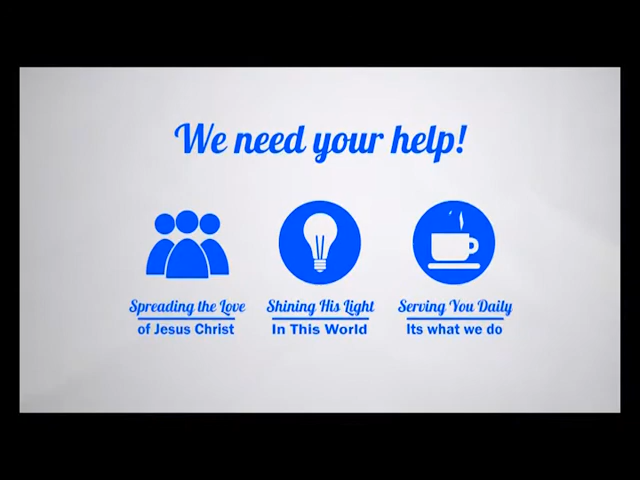 We need your help!
Spreading the Love
of Jesus Christ
Shining His Light
In This World
Serving You Daily
Its what we do